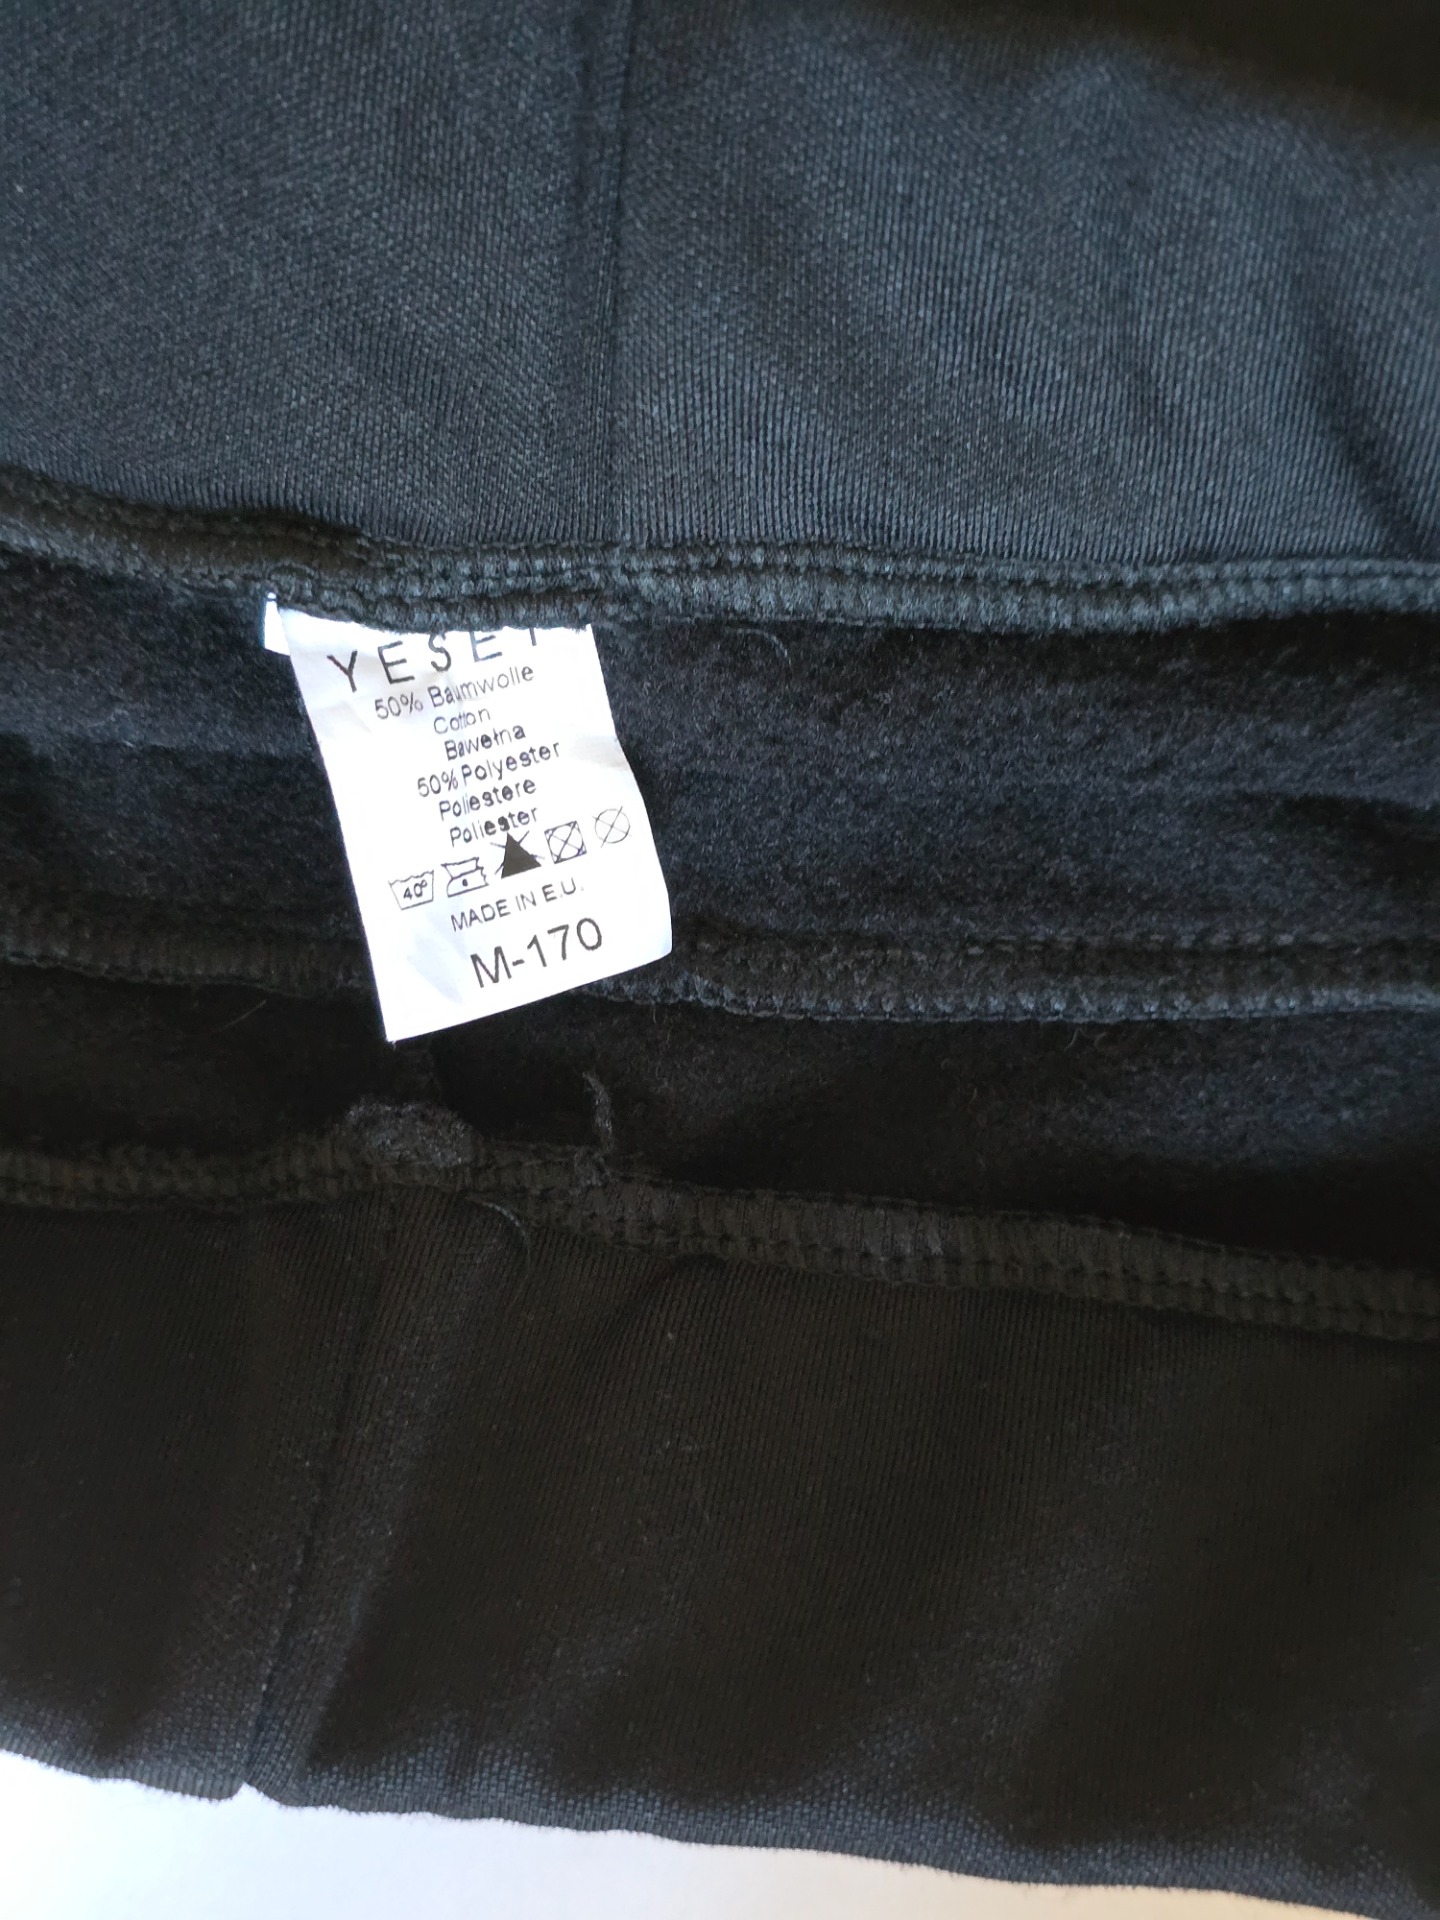 YESET
50% Baumwolle
Cotton
Bawełna
50% Polyester
Poliestere
Poliester
40°
MADE IN E.U.
M-170